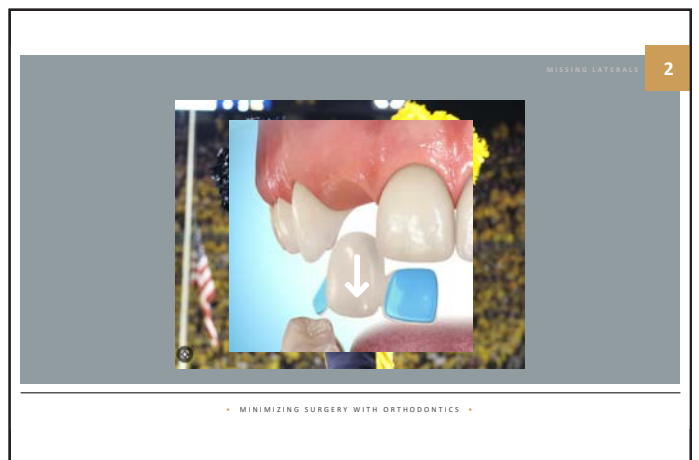 MISSING LATERALS
2
• MINIMIZING SURGERY WITH ORTHODONTICS •